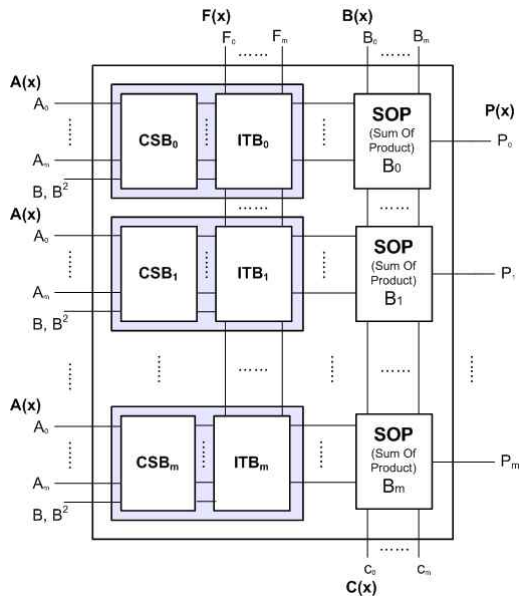 F(x) B(x)
F₀ ...... Fₘ B₀ ...... Bₘ
A(x)
A₀
CSB₀ ITB₀
SOP
(Sum Of
Product)
B₀
P(x)
P₀
Aₘ
B, B²
......
......
A(x)
A₀
CSB₁ ITB₁
SOP
(Sum Of
Product)
B₁
P₁
Aₘ
B, B²
...... ......
A(x)
A₀
CSBₘ ITBₘ
SOP
(Sum Of
Product)
Bₘ
Pₘ
Aₘ
B, B²
......
c₀ ...... cₘ
C(x)